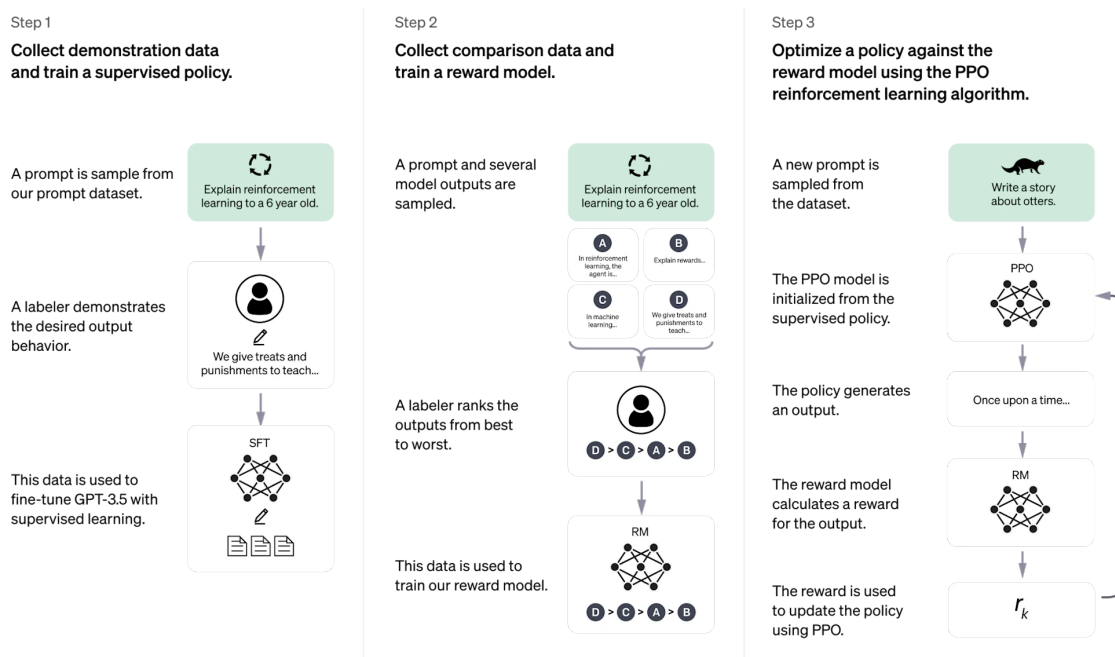 Step 1
Collect demonstration data
and train a supervised policy.
A prompt is sample from
our prompt dataset.
Explain reinforcement
learning to a 6 year old.
A labeler demonstrates
the desired output
behavior.
We give treats and
punishments to teach...
This data is used to
fine-tune GPT-3.5 with
supervised learning.
SFT
Step 2
Collect comparison data and
train a reward model.
A prompt and several
model outputs are
sampled.
Explain reinforcement
learning to a 6 year old.
A
In reinforcement
learning, the
agent is...
B
Explain rewards...
C
In machine
learning...
D
We give treats and
punishments to
teach...
A labeler ranks the
outputs from best
to worst.
D > C > A > B
This data is used to
train our reward model.
RM
D > C > A > B
Step 3
Optimize a policy against the
reward model using the PPO
reinforcement learning algorithm.
A new prompt is
sampled from
the dataset.
Write a story
about otters.
The PPO model is
initialized from the
supervised policy.
PPO
The policy generates
an output.
Once upon a time...
The reward model
calculates a reward
for the output.
RM
The reward is used
to update the policy
using PPO.
rk